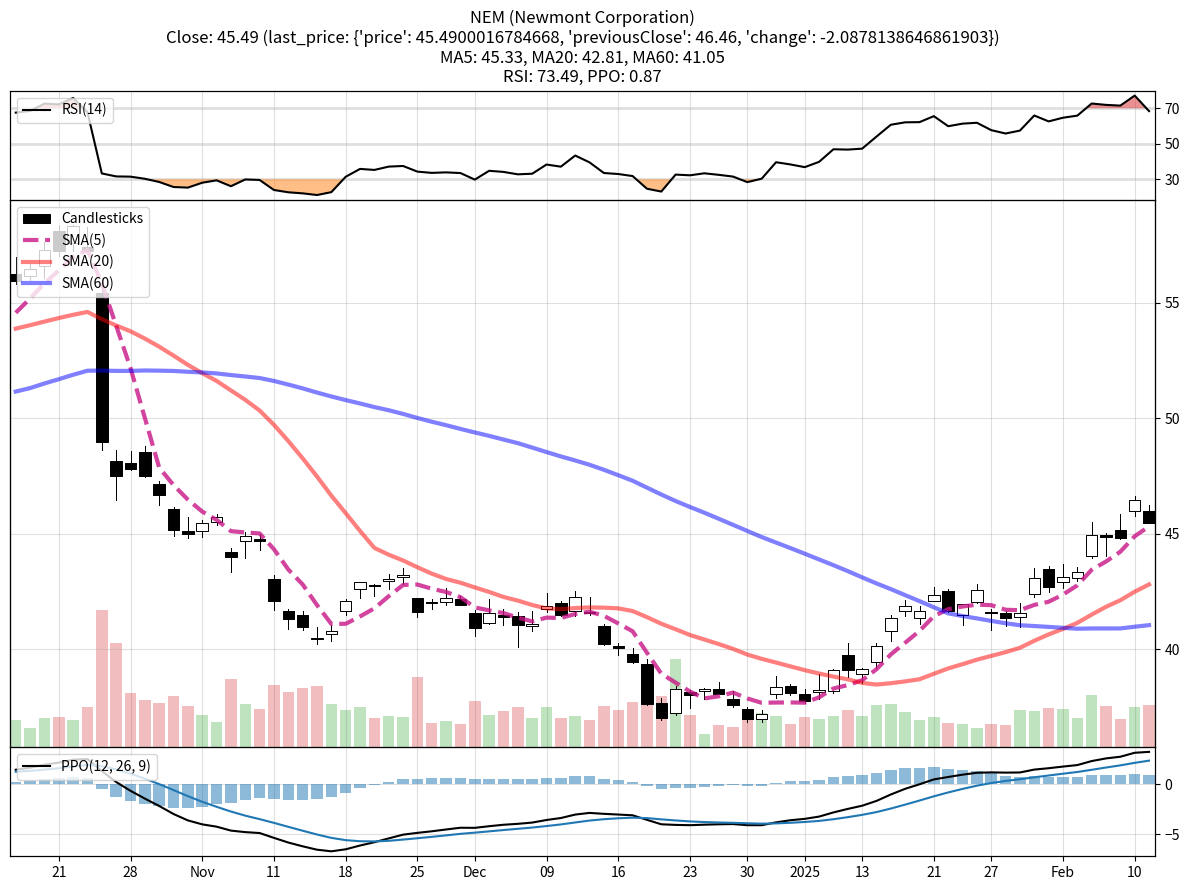 NEM (Newmont Corporation)
Close: 45.49 (last_price: {'price': 45.4900016784668, 'previousClose': 46.46, 'change': -2.0878138646861903})
MA5: 45.33, MA20: 42.81, MA60: 41.05
RSI: 73.49, PPO: 0.87
RSI(14)
70
50
30
Candlesticks
SMA(5)
SMA(20)
SMA(60)
55
50
45
40
PPO(12, 26, 9)
0
−5
21 28 Nov 11 18 25 Dec 09 16 23 30 2025 13 21 27 Feb 10